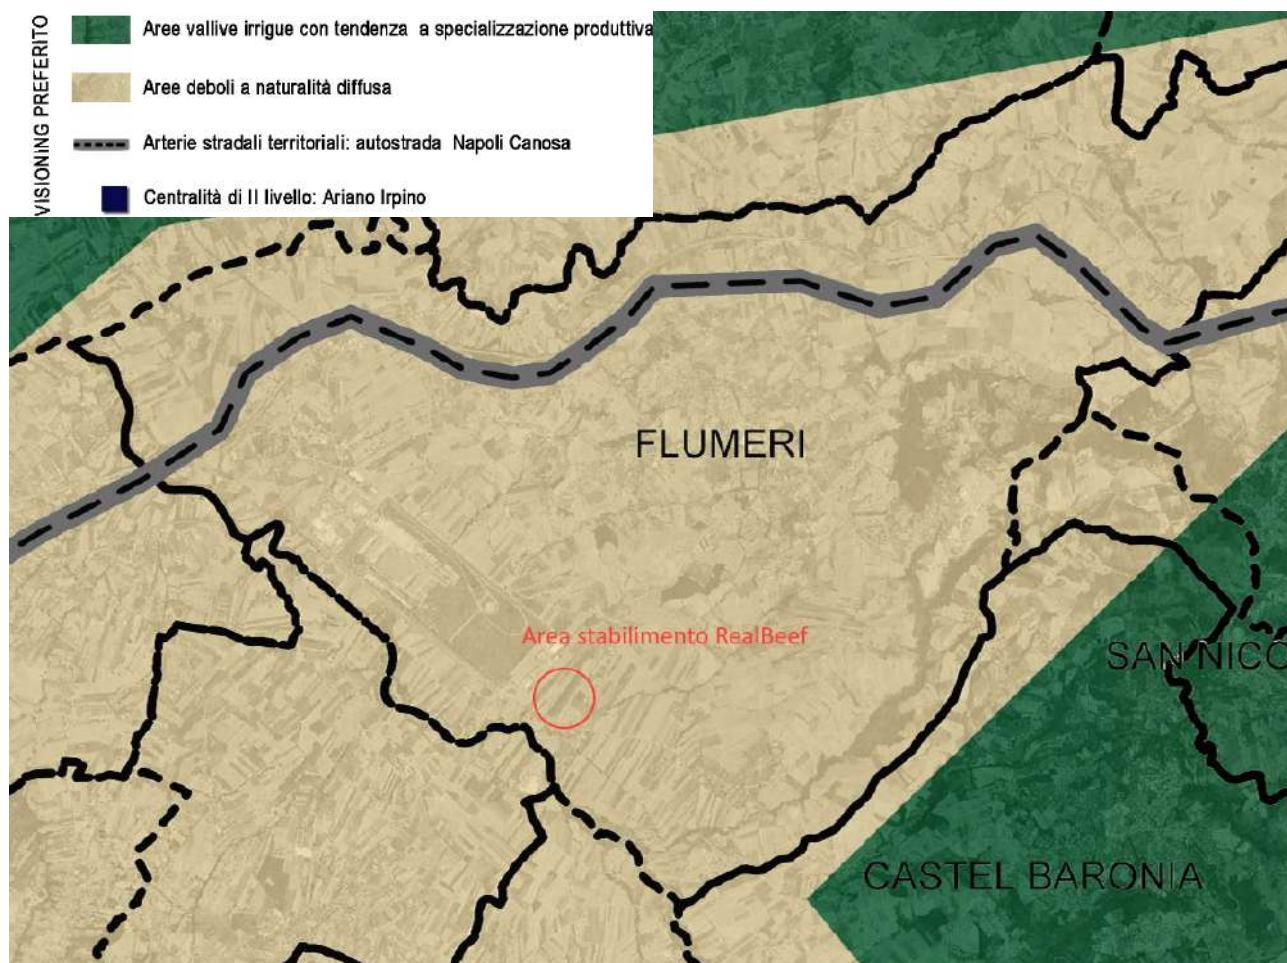 VISIONING PREFERITO
Aree vallive irrigue con tendenza a specializzazione produttiva
Aree deboli a naturalità diffusa
Arterie stradali territoriali: autostrada Napoli Canosa
Centralità di II livello: Ariano Irpino
FLUMERI
Area stabilimento RealBeef
SAN NICO
CASTEL BARONIA